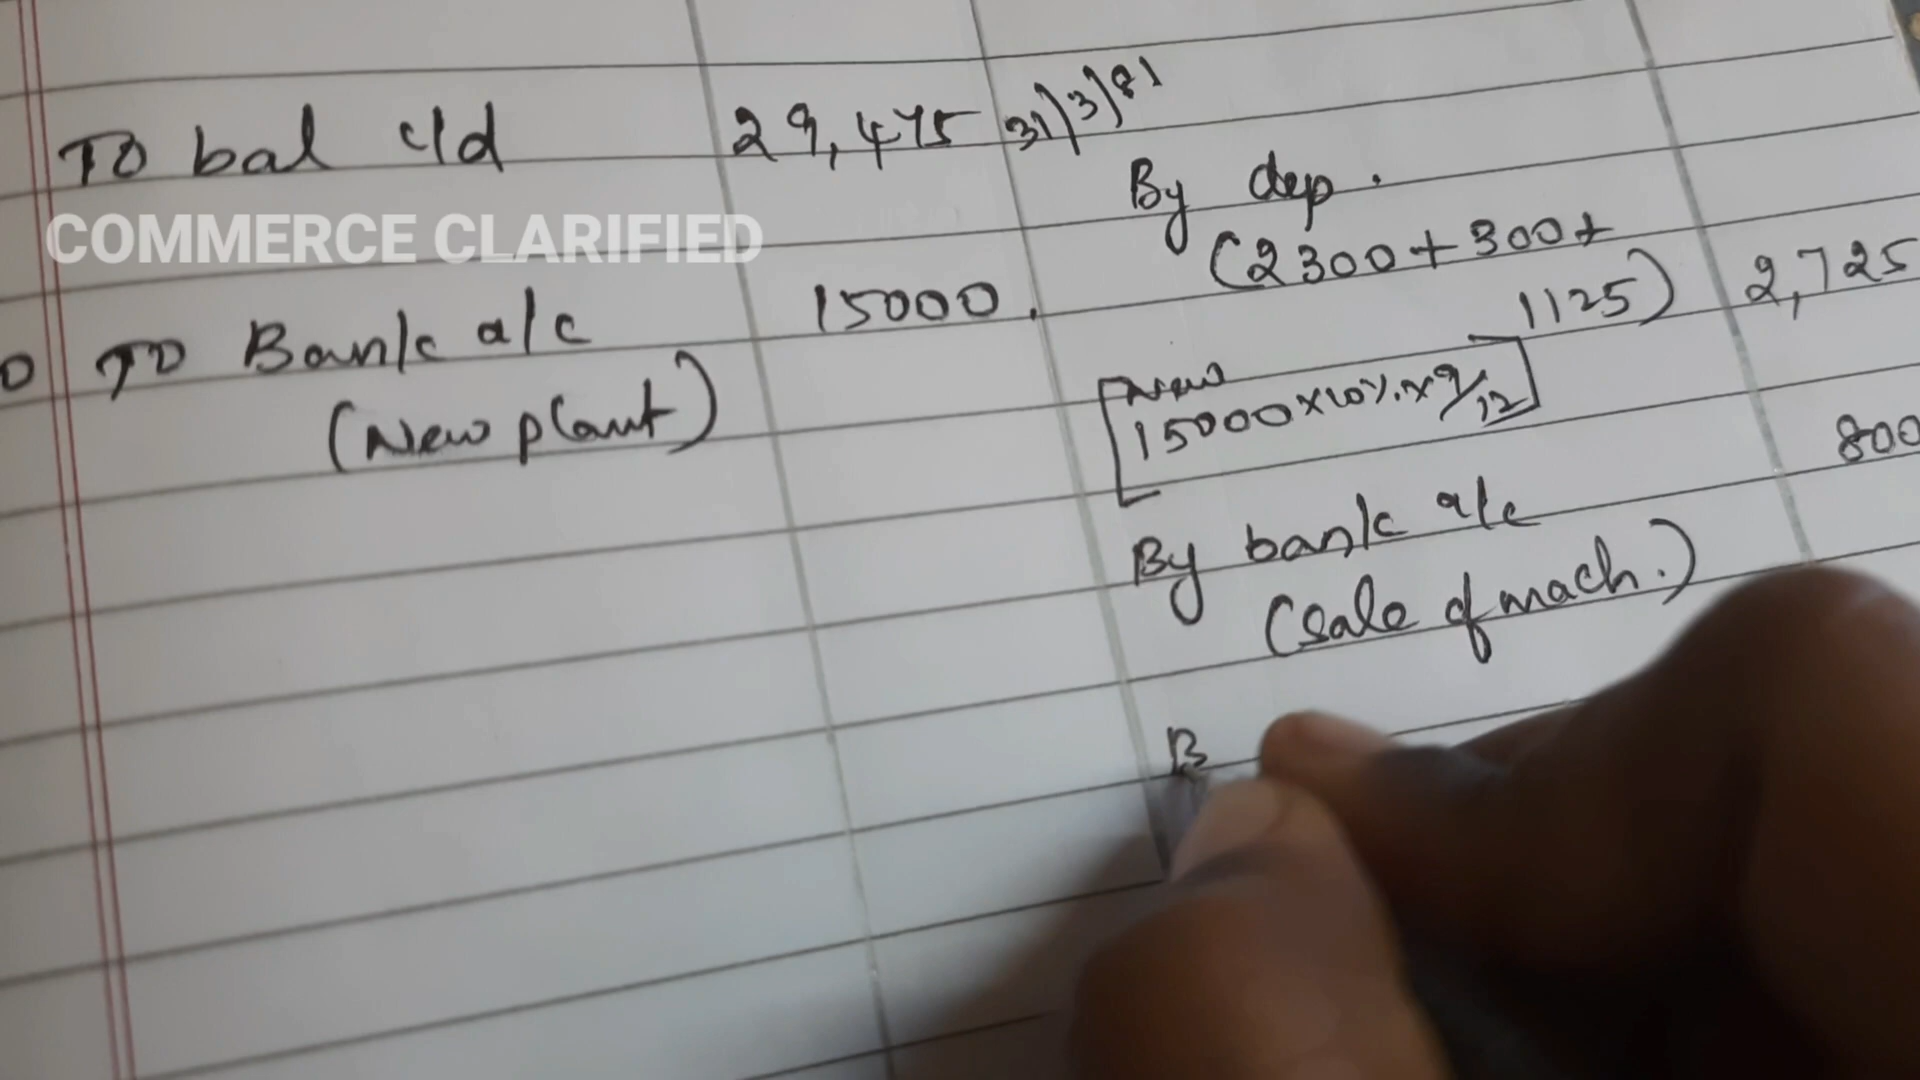 To bal c/d 29,475 31/3/81
By dep.
COMMERCE CLARIFIED
(2300+300+
1125) 2,725
To Bank a/c 15000.
(New plant)
[New
15000×10%×9/12]
800
By bank a/c
(Sale of mach.)
B